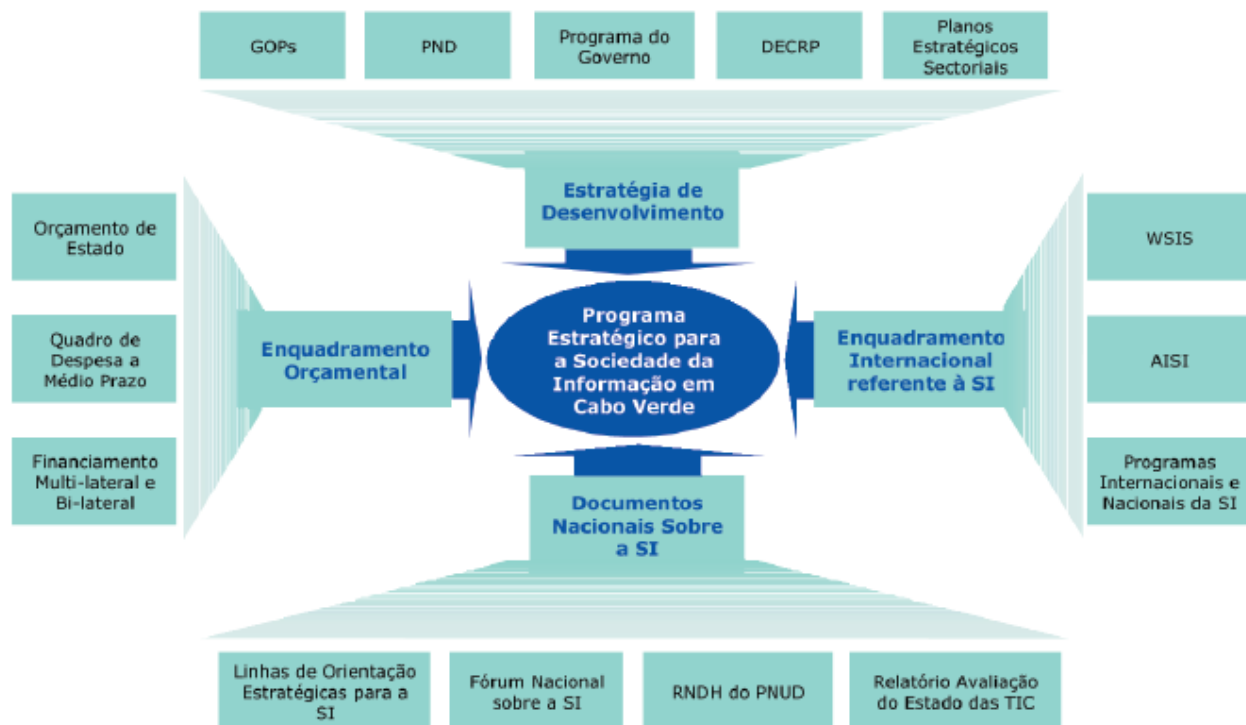 GOPs
PND
Programa do
Governo
DECRP
Planos
Estratégicos
Sectoriais
Estratégia de
Desenvolvimento
Orçamento de
Estado
Quadro de
Despesa a
Médio Prazo
Financiamento
Multi-lateral e
Bi-lateral
Enquadramento
Orçamental
Programa
Estratégico para
a Sociedade da
Informação em
Cabo Verde
Enquadramento
Internacional
referente à SI
WSIS
AISI
Programas
Internacionais e
Nacionais da SI
Documentos
Nacionais Sobre
a SI
Linhas de Orientação
Estratégicas para a
SI
Fórum Nacional
sobre a SI
RNDH do PNUD
Relatório Avaliação
do Estado das TIC